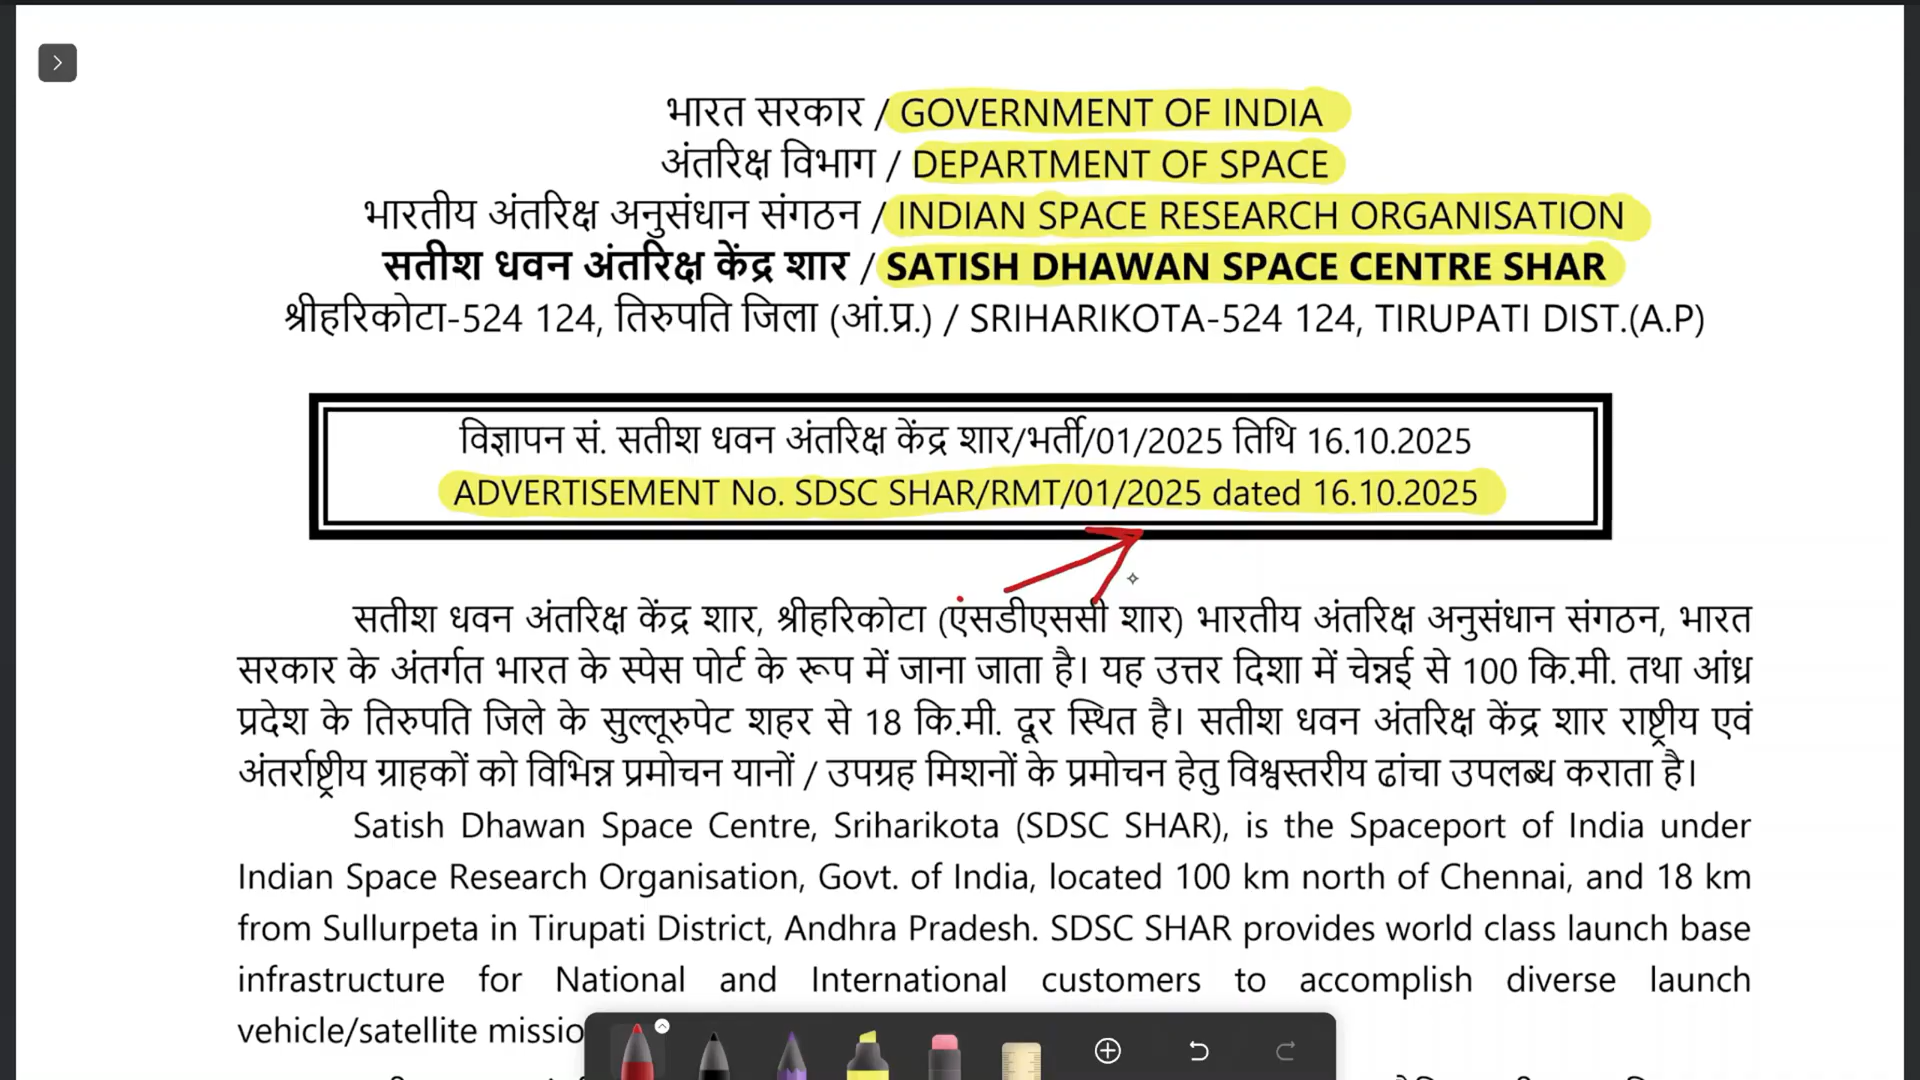 भारत सरकार / GOVERNMENT OF INDIA
अंतरिक्ष विभाग / DEPARTMENT OF SPACE
भारतीय अंतरिक्ष अनुसंधान संगठन / INDIAN SPACE RESEARCH ORGANISATION
सतीश धवन अंतरिक्ष केंद्र शार / SATISH DHAWAN SPACE CENTRE SHAR
श्रीहरिकोटा-524 124, तिरुपति जिला (आं.प्र.) / SRIHARIKOTA-524 124, TIRUPATI DIST.(A.P)
विज्ञापन सं. सतीश धवन अंतरिक्ष केंद्र शार/भर्ती/01/2025 तिथि 16.10.2025
ADVERTISEMENT No. SDSC SHAR/RMT/01/2025 dated 16.10.2025
सतीश धवन अंतरिक्ष केंद्र शार, श्रीहरिकोटा (एसडीएससी शार) भारतीय अंतरिक्ष अनुसंधान संगठन, भारत
सरकार के अंतर्गत भारत के स्पेस पोर्ट के रूप में जाना जाता है। यह उत्तर दिशा में चेन्नई से 100 कि.मी. तथा आंध्र
प्रदेश के तिरुपति जिले के सुल्लूरुपेट शहर से 18 कि.मी. दूर स्थित है। सतीश धवन अंतरिक्ष केंद्र शार राष्ट्रीय एवं
अंतर्राष्ट्रीय ग्राहकों को विभिन्न प्रमोचन यानों / उपग्रह मिशनों के प्रमोचन हेतु विश्वस्तरीय ढांचा उपलब्ध कराता है।
Satish Dhawan Space Centre, Sriharikota (SDSC SHAR), is the Spaceport of India under
Indian Space Research Organisation, Govt. of India, located 100 km north of Chennai, and 18 km
from Sullurpeta in Tirupati District, Andhra Pradesh. SDSC SHAR provides world class launch base
infrastructure for National and International customers to accomplish diverse launch
vehicle/satellite missio